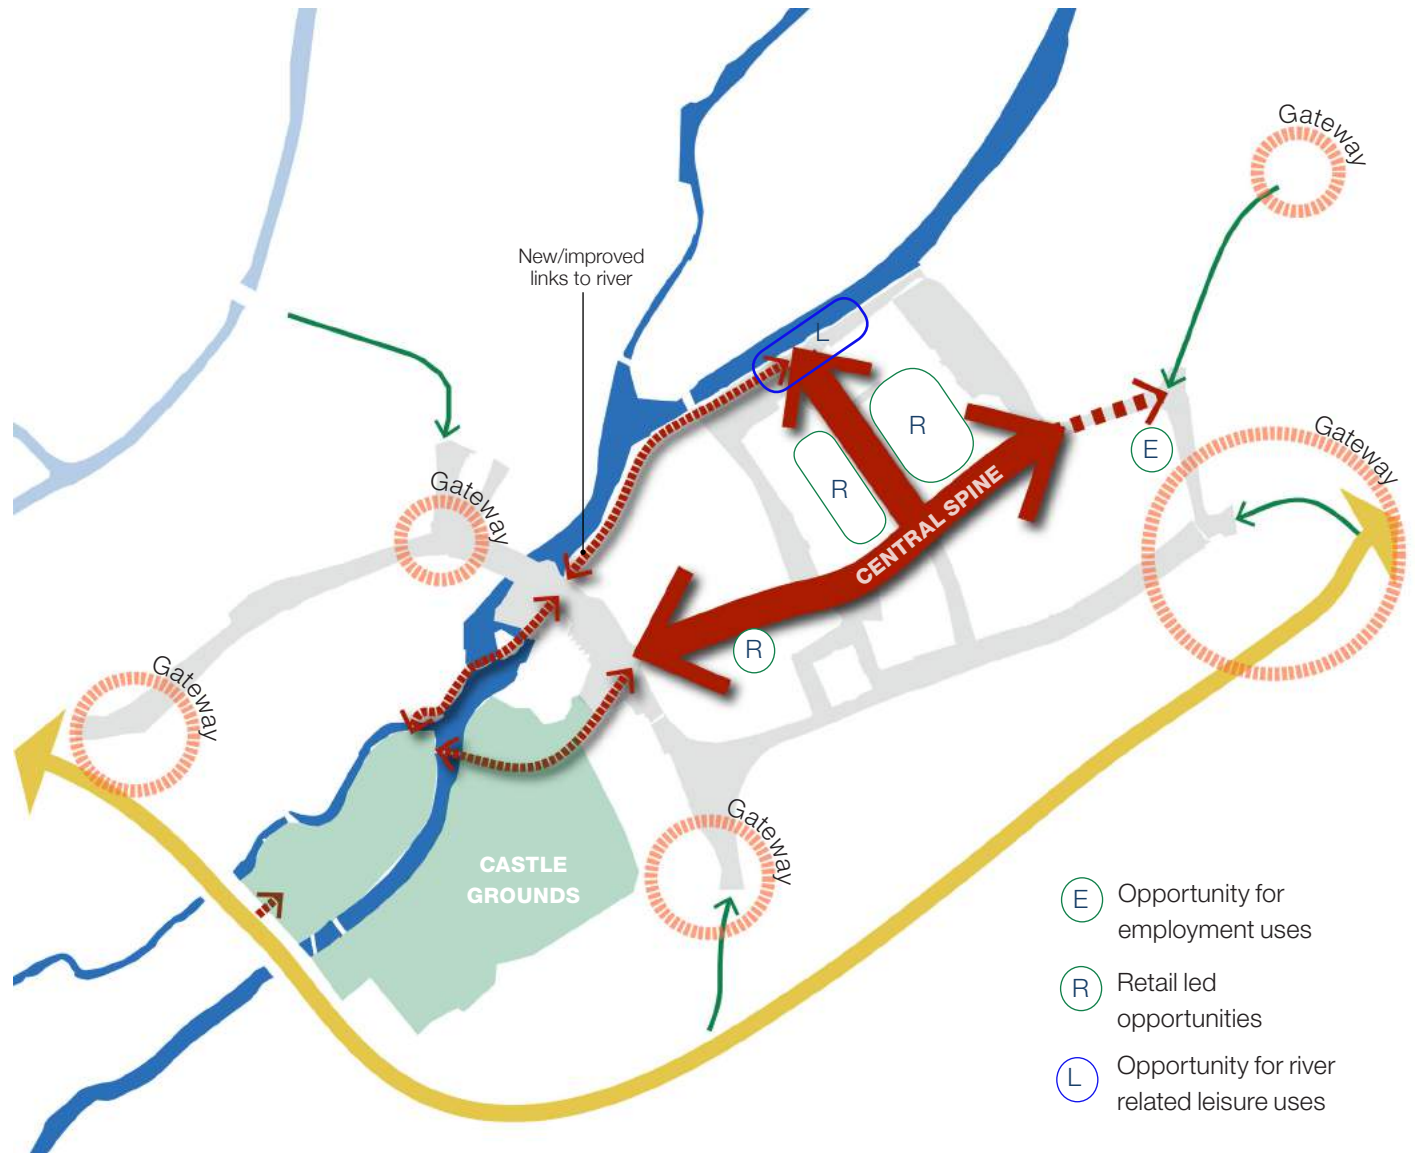 Gateway
New/improved
links to river
L
R
Gateway
E
Gateway
R
CENTRAL SPINE
R
Gateway
Gateway
CASTLE
GROUNDS
E
Opportunity for
employment uses
R
Retail led
opportunities
L
Opportunity for river
related leisure uses